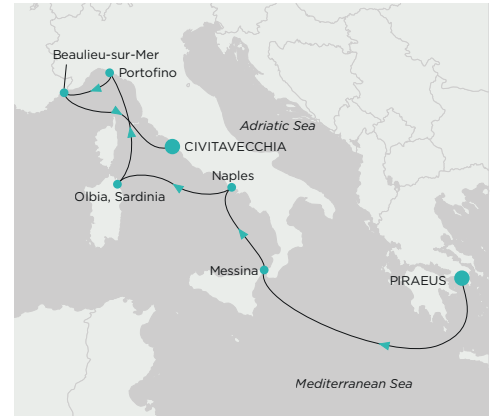 Beaulieu-sur-Mer
Portofino
Adriatic Sea
CIVITAVECCHIA
Naples
Olbia, Sardinia
Messina
PIRAEUS
Mediterranean Sea